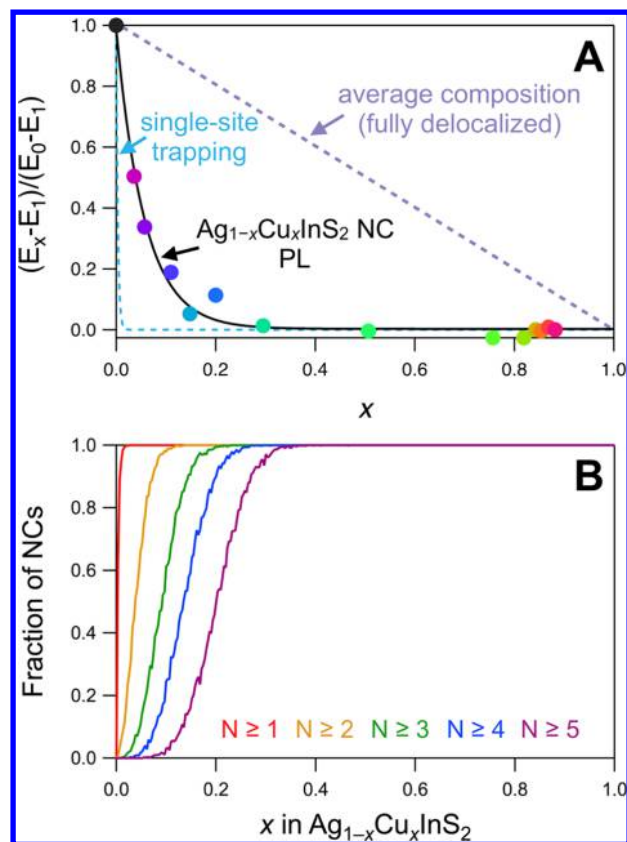 A
1.0
0.8
0.6
0.4
0.2
0.0
(Eₓ-E₁)/(E₀-E₁)
single-site
trapping
average composition
(fully delocalized)
Ag₁₋ₓCuₓInS₂ NC
PL
0.0 0.2 0.4 0.6 0.8 1.0
x
B
1.0
0.8
0.6
0.4
0.2
0.0
Fraction of NCs
N ≥ 1 N ≥ 2 N ≥ 3 N ≥ 4 N ≥ 5
0.0 0.2 0.4 0.6 0.8 1.0
x in Ag₁₋ₓCuₓInS₂